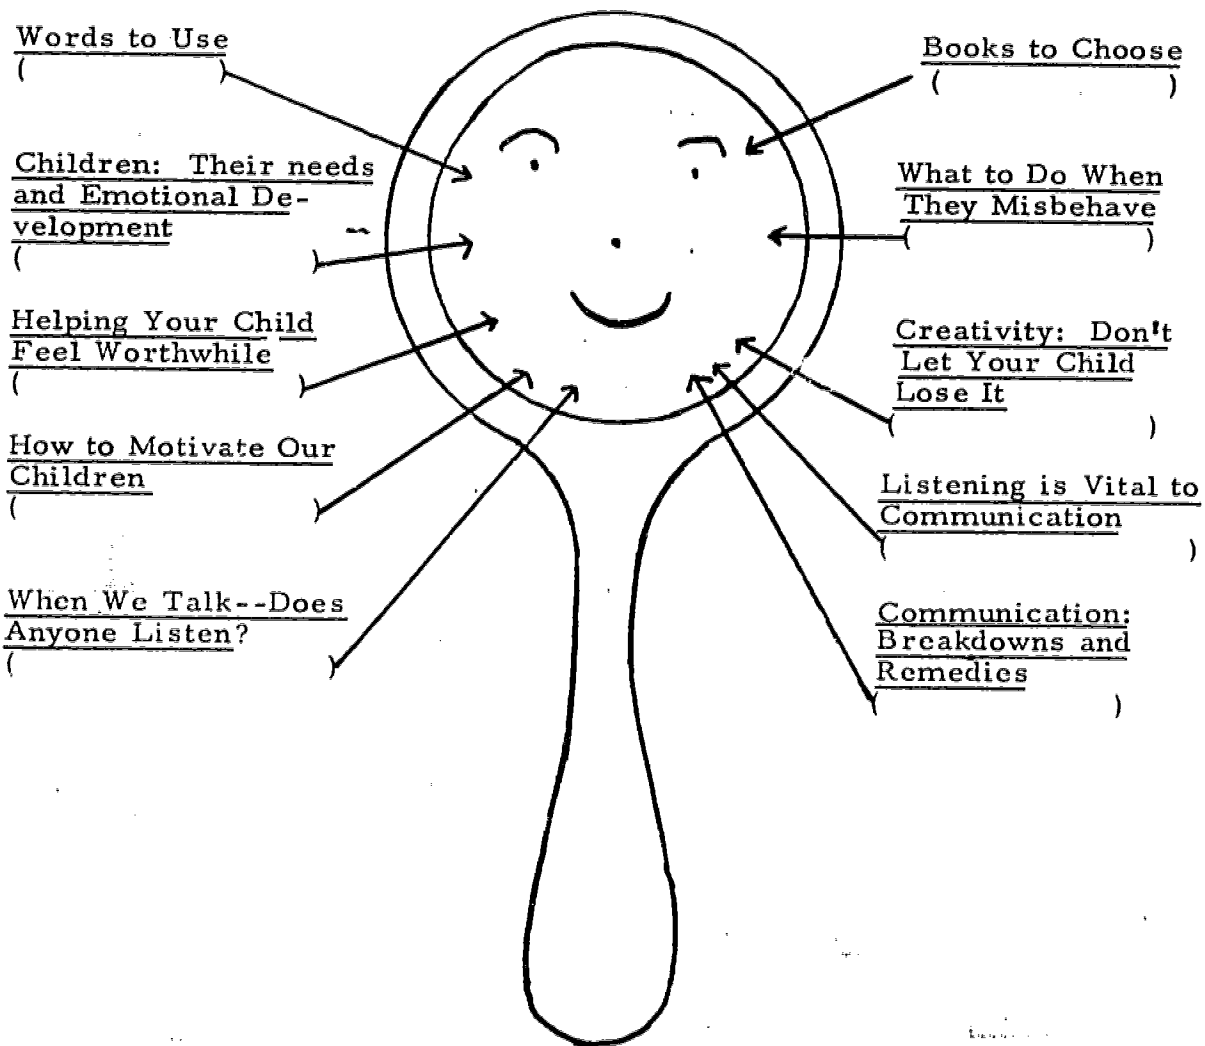 Words to Use
( )
Children: Their needs
and Emotional De-
velopment
( )
Helping Your Child
Feel Worthwhile
( )
How to Motivate Our
Children
( )
When We Talk--Does
Anyone Listen?
( )
Books to Choose
( )
What to Do When
They Misbehave
( )
Creativity: Don't
Let Your Child
Lose It
( )
Listening is Vital to
Communication
( )
Communication:
Breakdowns and
Remedies
( )